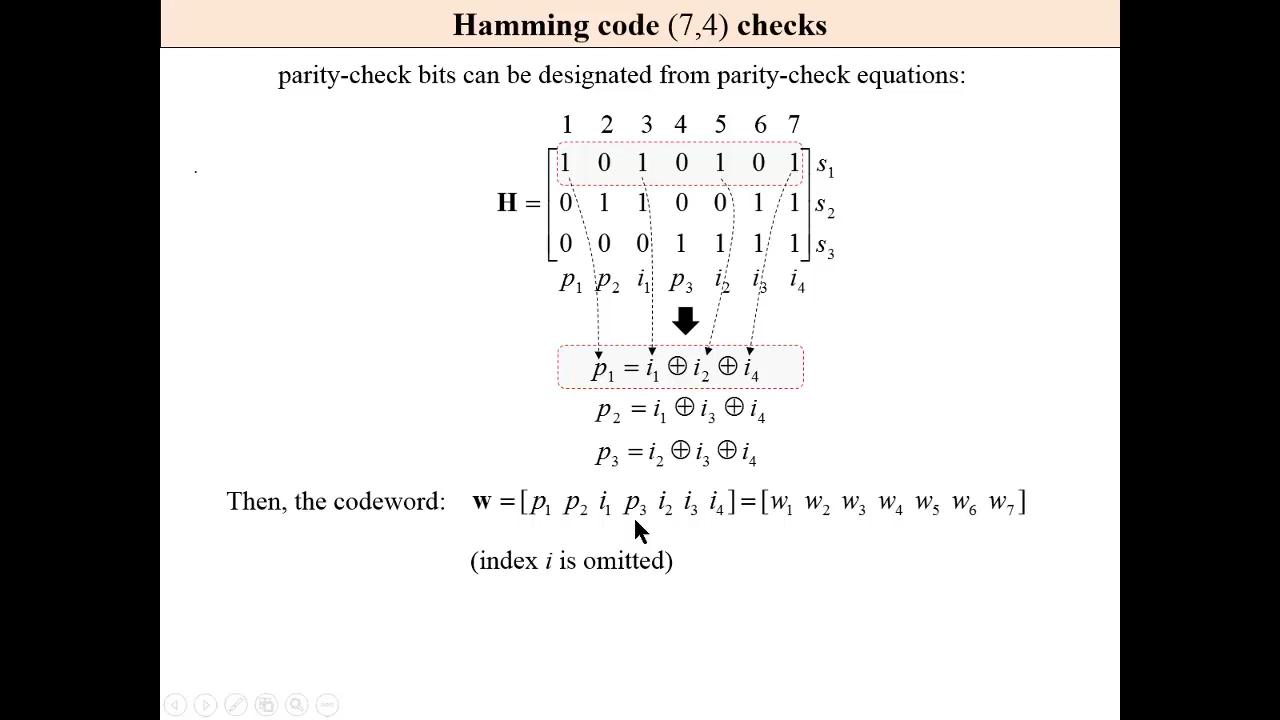 Hamming code (7,4) checks
parity-check bits can be designated from parity-check equations:
1 2 3 4 5 6 7
1 0 1 0 1 0 1 s₁
H = 0 1 1 0 0 1 1 s₂
0 0 0 1 1 1 1 s₃
p₁ p₂ i₁ p₃ i₂ i₃ i₄
p₁ = i₁ ⊕ i₂ ⊕ i₄
p₂ = i₁ ⊕ i₃ ⊕ i₄
p₃ = i₂ ⊕ i₃ ⊕ i₄
Then, the codeword: w = [p₁ p₂ i₁ p₃ i₂ i₃ i₄] = [w₁ w₂ w₃ w₄ w₅ w₆ w₇]
(index i is omitted)